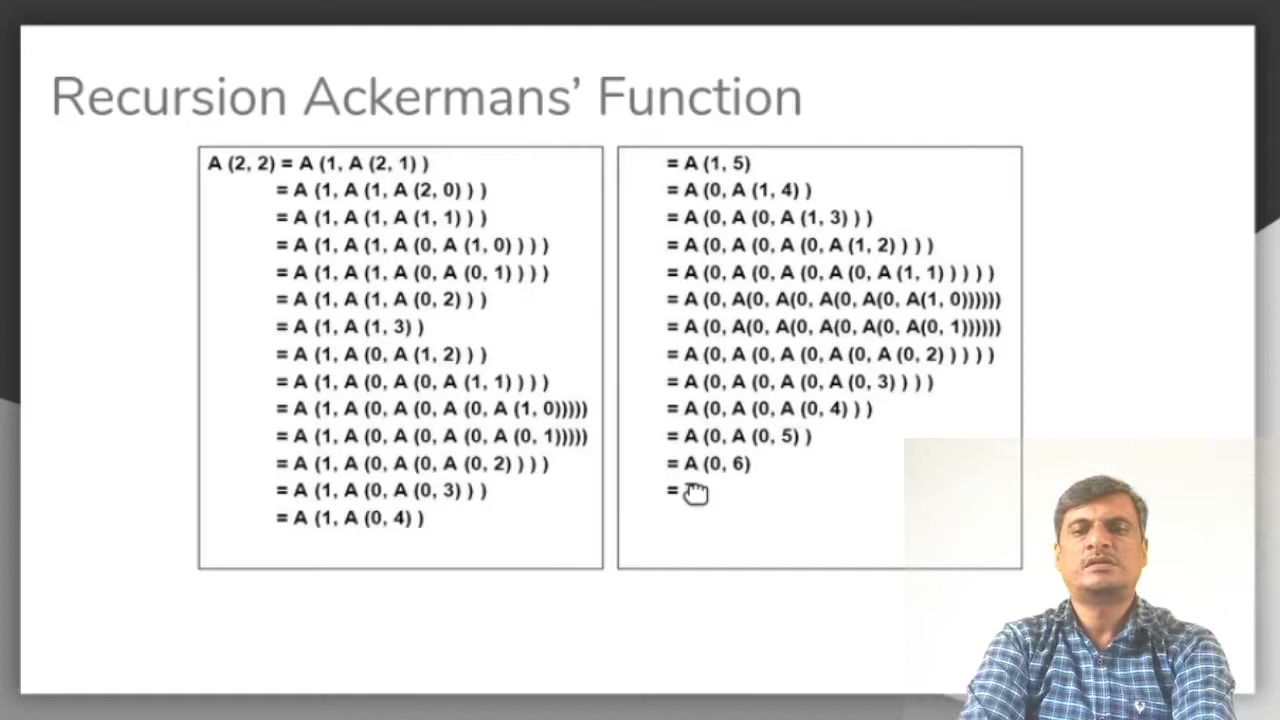 Recursion Ackermans’ Function
A (2, 2) = A (1, A (2, 1) )
= A (1, A (1, A (2, 0) ) )
= A (1, A (1, A (1, 1) ) )
= A (1, A (1, A (0, A (1, 0) ) ) )
= A (1, A (1, A (0, A (0, 1) ) ) )
= A (1, A (1, A (0, 2) ) )
= A (1, A (1, 3) )
= A (1, A (0, A (1, 2) ) )
= A (1, A (0, A (0, A (1, 1) ) ) )
= A (1, A (0, A (0, A (0, A (1, 0)))))
= A (1, A (0, A (0, A (0, A (0, 1)))))
= A (1, A (0, A (0, A (0, 2) ) ) )
= A (1, A (0, A (0, 3) ) )
= A (1, A (0, 4) )
= A (1, 5)
= A (0, A (1, 4) )
= A (0, A (0, A (1, 3) ) )
= A (0, A (0, A (0, A (1, 2) ) ) )
= A (0, A (0, A (0, A (0, A (1, 1) ) ) ) )
= A (0, A(0, A(0, A(0, A(0, A(1, 0))))))
= A (0, A(0, A(0, A(0, A(0, A(0, 1))))))
= A (0, A (0, A (0, A (0, A (0, 2) ) ) ) )
= A (0, A (0, A (0, A (0, 3) ) ) )
= A (0, A (0, A (0, 4) ) )
= A (0, A (0, 5) )
= A (0, 6)
=